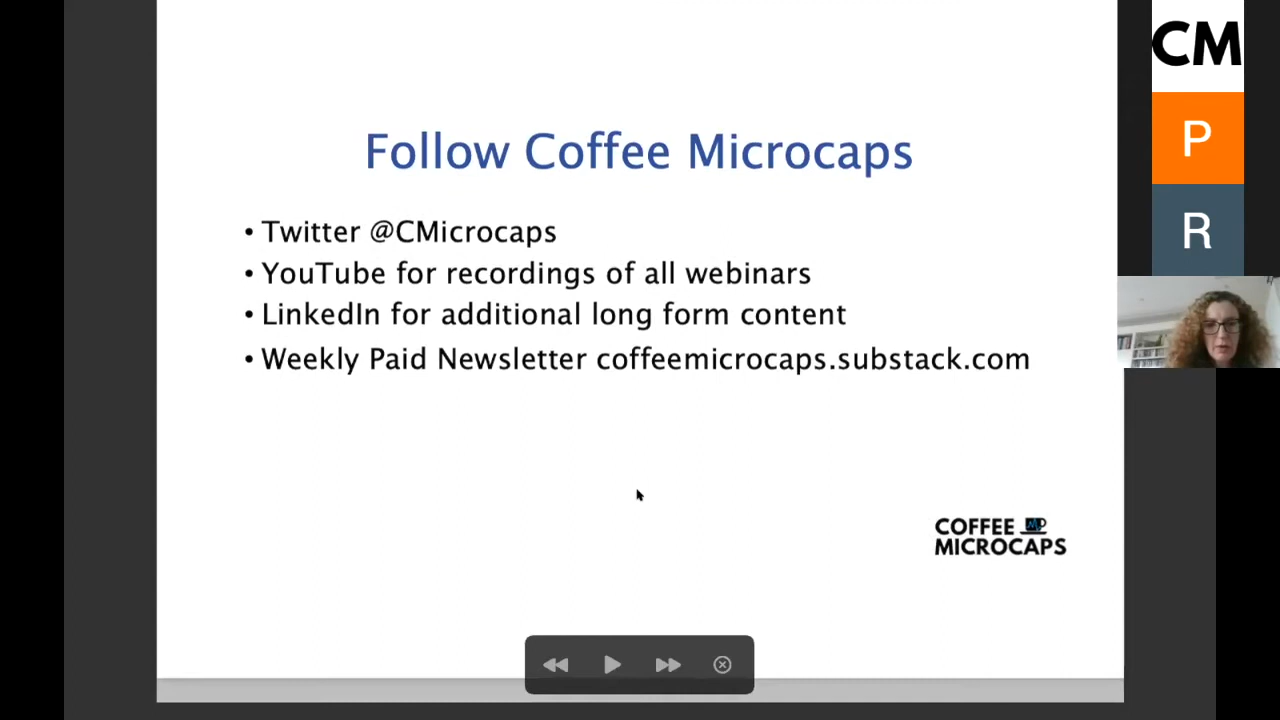 Follow Coffee Microcaps
• Twitter @CMicrocaps
• YouTube for recordings of all webinars
• LinkedIn for additional long form content
• Weekly Paid Newsletter coffeemicrocaps.substack.com
COFFEE
MICROCAPS
CM
P
R